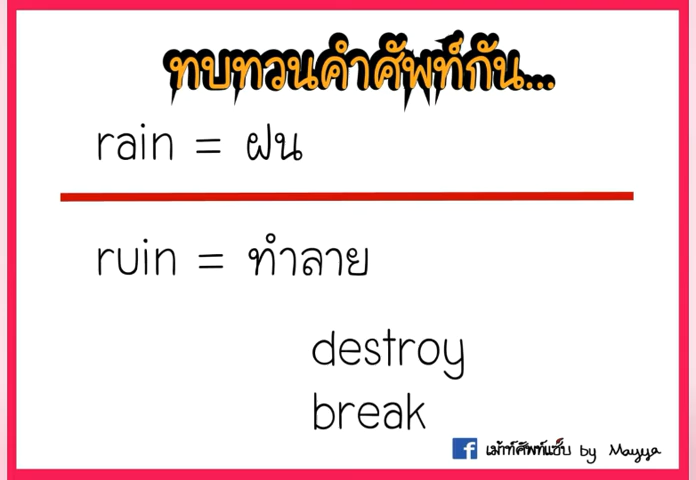 ทบทวนคำศัพท์กัน...
rain = ฝน
ruin = ทำลาย
destroy
break
เม้าท์ศัพท์แซ่บ by Mayya